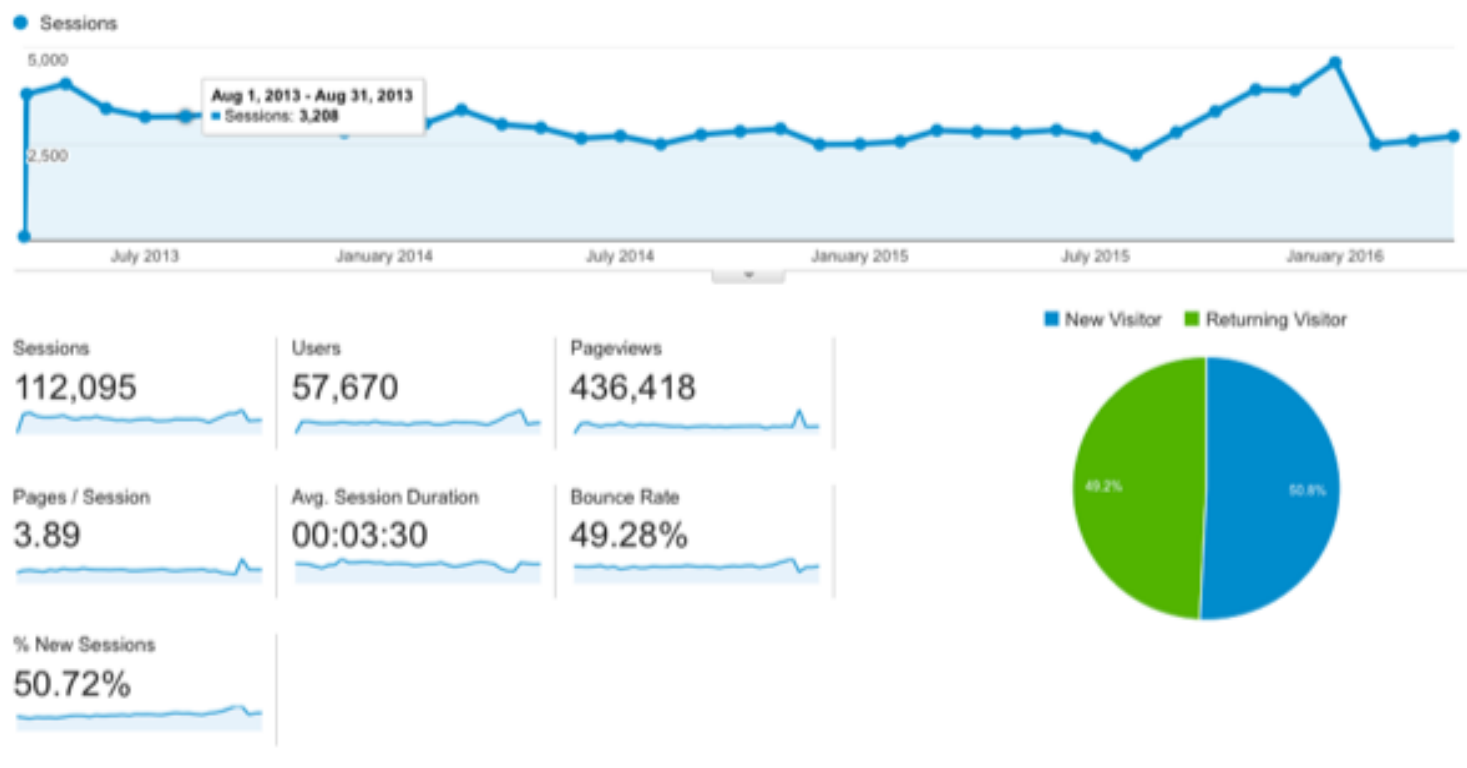 Sessions
5,000
Aug 1, 2013 - Aug 31, 2013
Sessions: 3,208
2,500
July 2013
January 2014
July 2014
January 2015
July 2015
January 2016
New Visitor
Returning Visitor
Sessions
112,095
Users
57,670
Pageviews
436,418
49.2%
50.8%
Pages / Session
3.89
Avg. Session Duration
00:03:30
Bounce Rate
49.28%
% New Sessions
50.72%